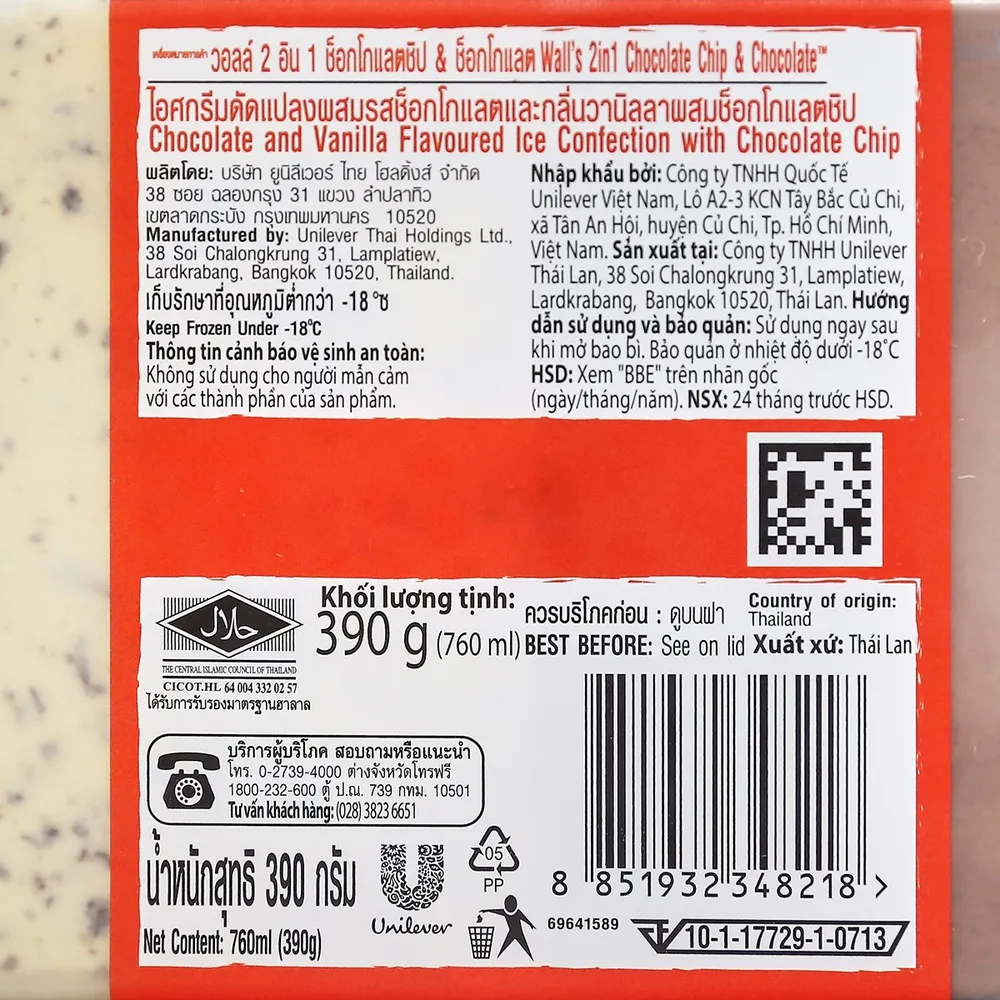 เครื่องหมายการค้า วอลล์ 2 อิน 1 ช็อกโกแลตชิป & ช็อกโกแลต Wall's 2in1 Chocolate Chip & Chocolate™
ไอศกรีมดัดแปลงผสมรสช็อกโกแลตและกลิ่นวานิลลาผสมช็อกโกแลตชิป
Chocolate and Vanilla Flavoured Ice Confection with Chocolate Chip
ผลิตโดย: บริษัท ยูนิลีเวอร์ ไทย โฮลดิ้งส์ จำกัด
38 ซอย ฉลองกรุง 31 แขวง ลำปลาทิว
เขตลาดกระบัง กรุงเทพมหานคร 10520
Manufactured by: Unilever Thai Holdings Ltd.,
38 Soi Chalongkrung 31, Lamplatiew,
Lardkrabang, Bangkok 10520, Thailand.
เก็บรักษาที่อุณหภูมิต่ำกว่า -18 °ซ
Keep Frozen Under -18°C
Thông tin cảnh báo vệ sinh an toàn:
Không sử dụng cho người mẫn cảm
với các thành phần của sản phẩm.
Nhập khẩu bởi: Công ty TNHH Quốc Tế
Unilever Việt Nam, Lô A2-3 KCN Tây Bắc Củ Chi,
xã Tân An Hội, huyện Củ Chi, Tp. Hồ Chí Minh,
Việt Nam. Sản xuất tại: Công ty TNHH Unilever
Thái Lan, 38 Soi Chalongkrung 31, Lamplatiew,
Lardkrabang, Bangkok 10520, Thái Lan. Hướng
dẫn sử dụng và bảo quản: Sử dụng ngay sau
khi mở bao bì. Bảo quản ở nhiệt độ dưới -18°C
HSD: Xem "BBE" trên nhãn gốc
(ngày/tháng/năm). NSX: 24 tháng trước HSD.
حلال
THE CENTRAL ISLAMIC COUNCIL OF THAILAND
CICOT.HL 64 004 332 02 57
ได้รับการรับรองมาตรฐานฮาลาล
Khối lượng tịnh:
390 g (760 ml)
ควรบริโภคก่อน : ดูบนฝา
BEST BEFORE: See on lid
Country of origin:
Thailand
Xuất xứ: Thái Lan
บริการผู้บริโภค สอบถามหรือแนะนำ
โทร. 0-2739-4000 ต่างจังหวัดโทรฟรี
1800-232-600 ตู้ ป.ณ. 739 กทม. 10501
Tư vấn khách hàng: (028) 3823 6651
น้ำหนักสุทธิ 390 กรัม
Net Content: 760ml (390g)
Unilever
05
PP
69641589
8 851932 348218 >
10-1-17729-1-0713